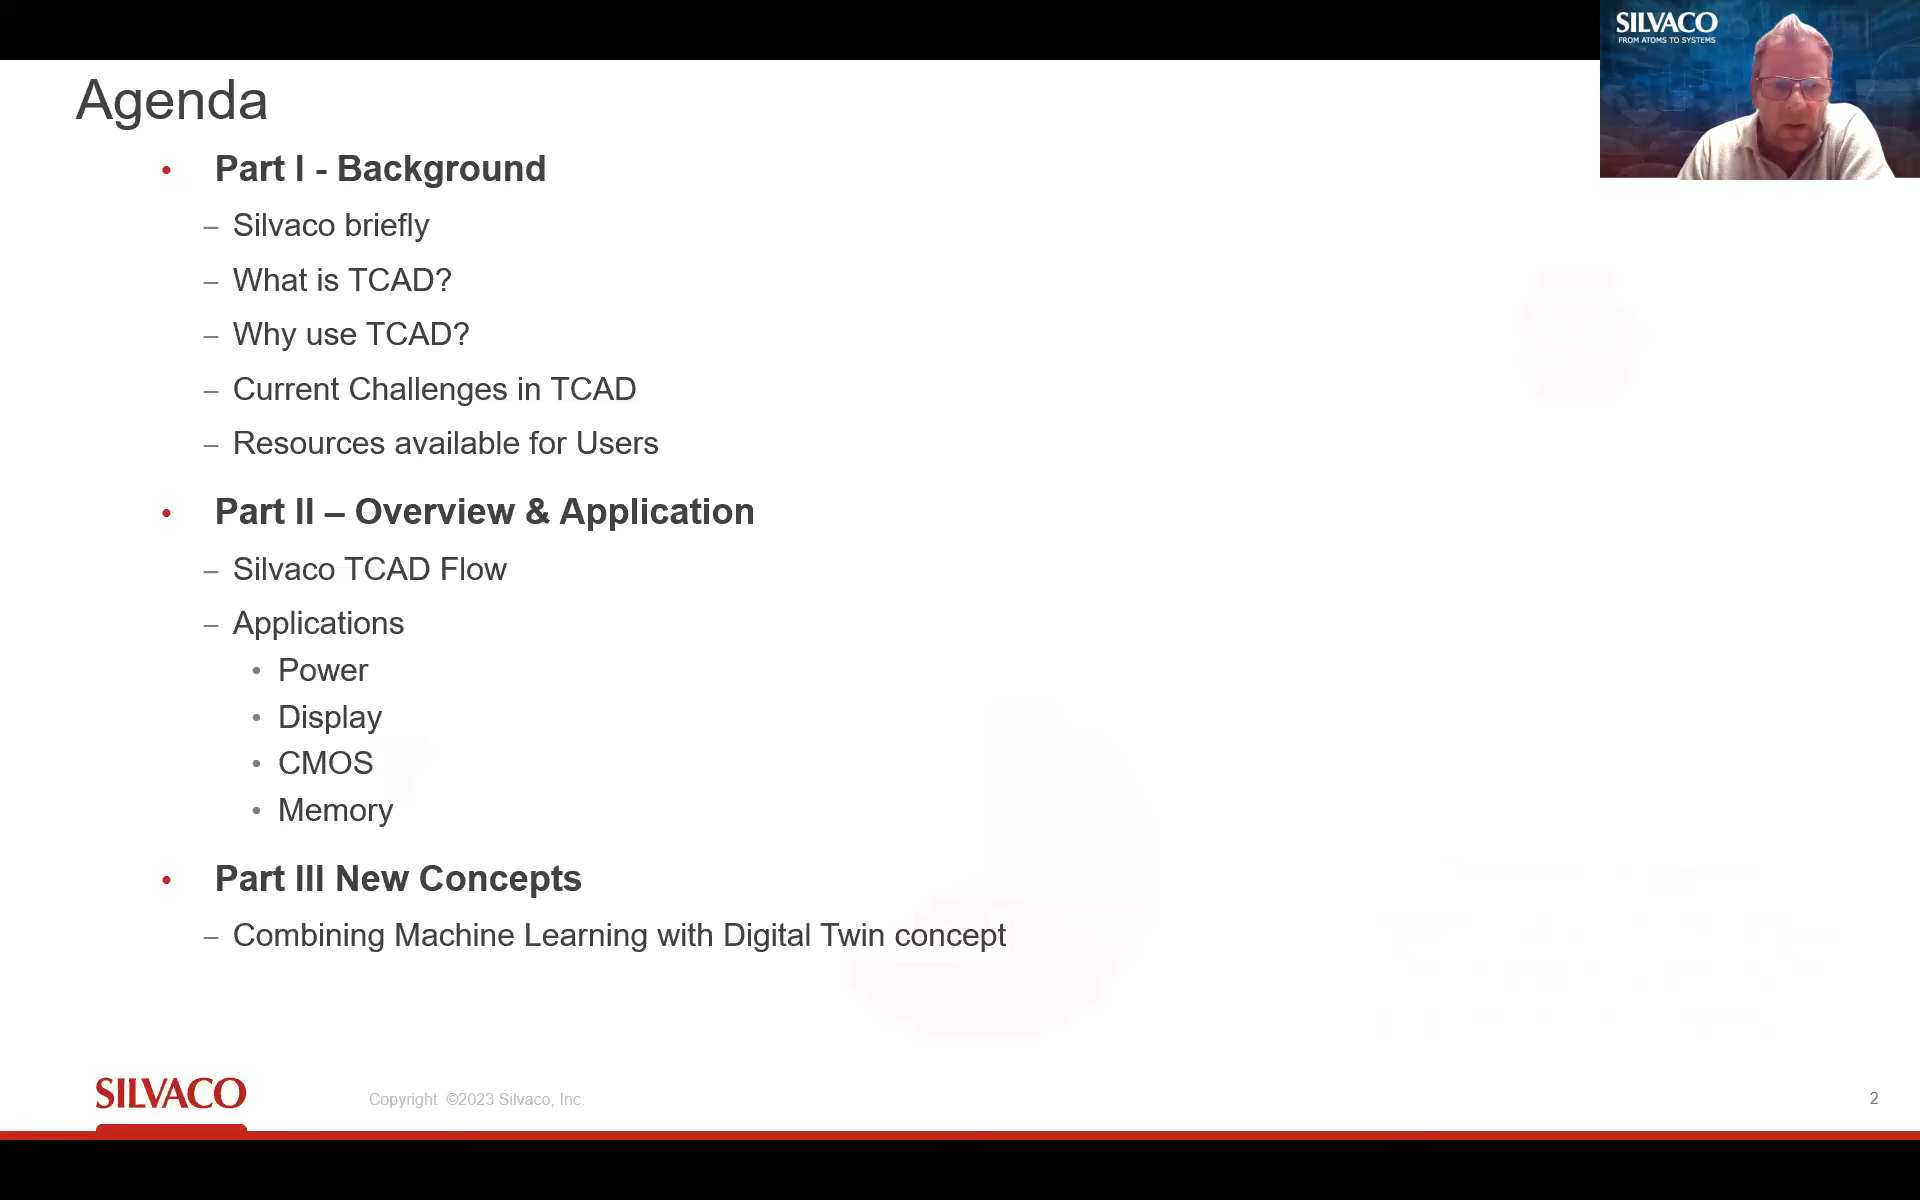 SILVACO
FROM ATOMS TO SYSTEMS
Agenda
• Part I - Background
– Silvaco briefly
– What is TCAD?
– Why use TCAD?
– Current Challenges in TCAD
– Resources available for Users
• Part II – Overview & Application
– Silvaco TCAD Flow
– Applications
• Power
• Display
• CMOS
• Memory
• Part III New Concepts
– Combining Machine Learning with Digital Twin concept
SILVACO
Copyright ©2023 Silvaco, Inc.
2